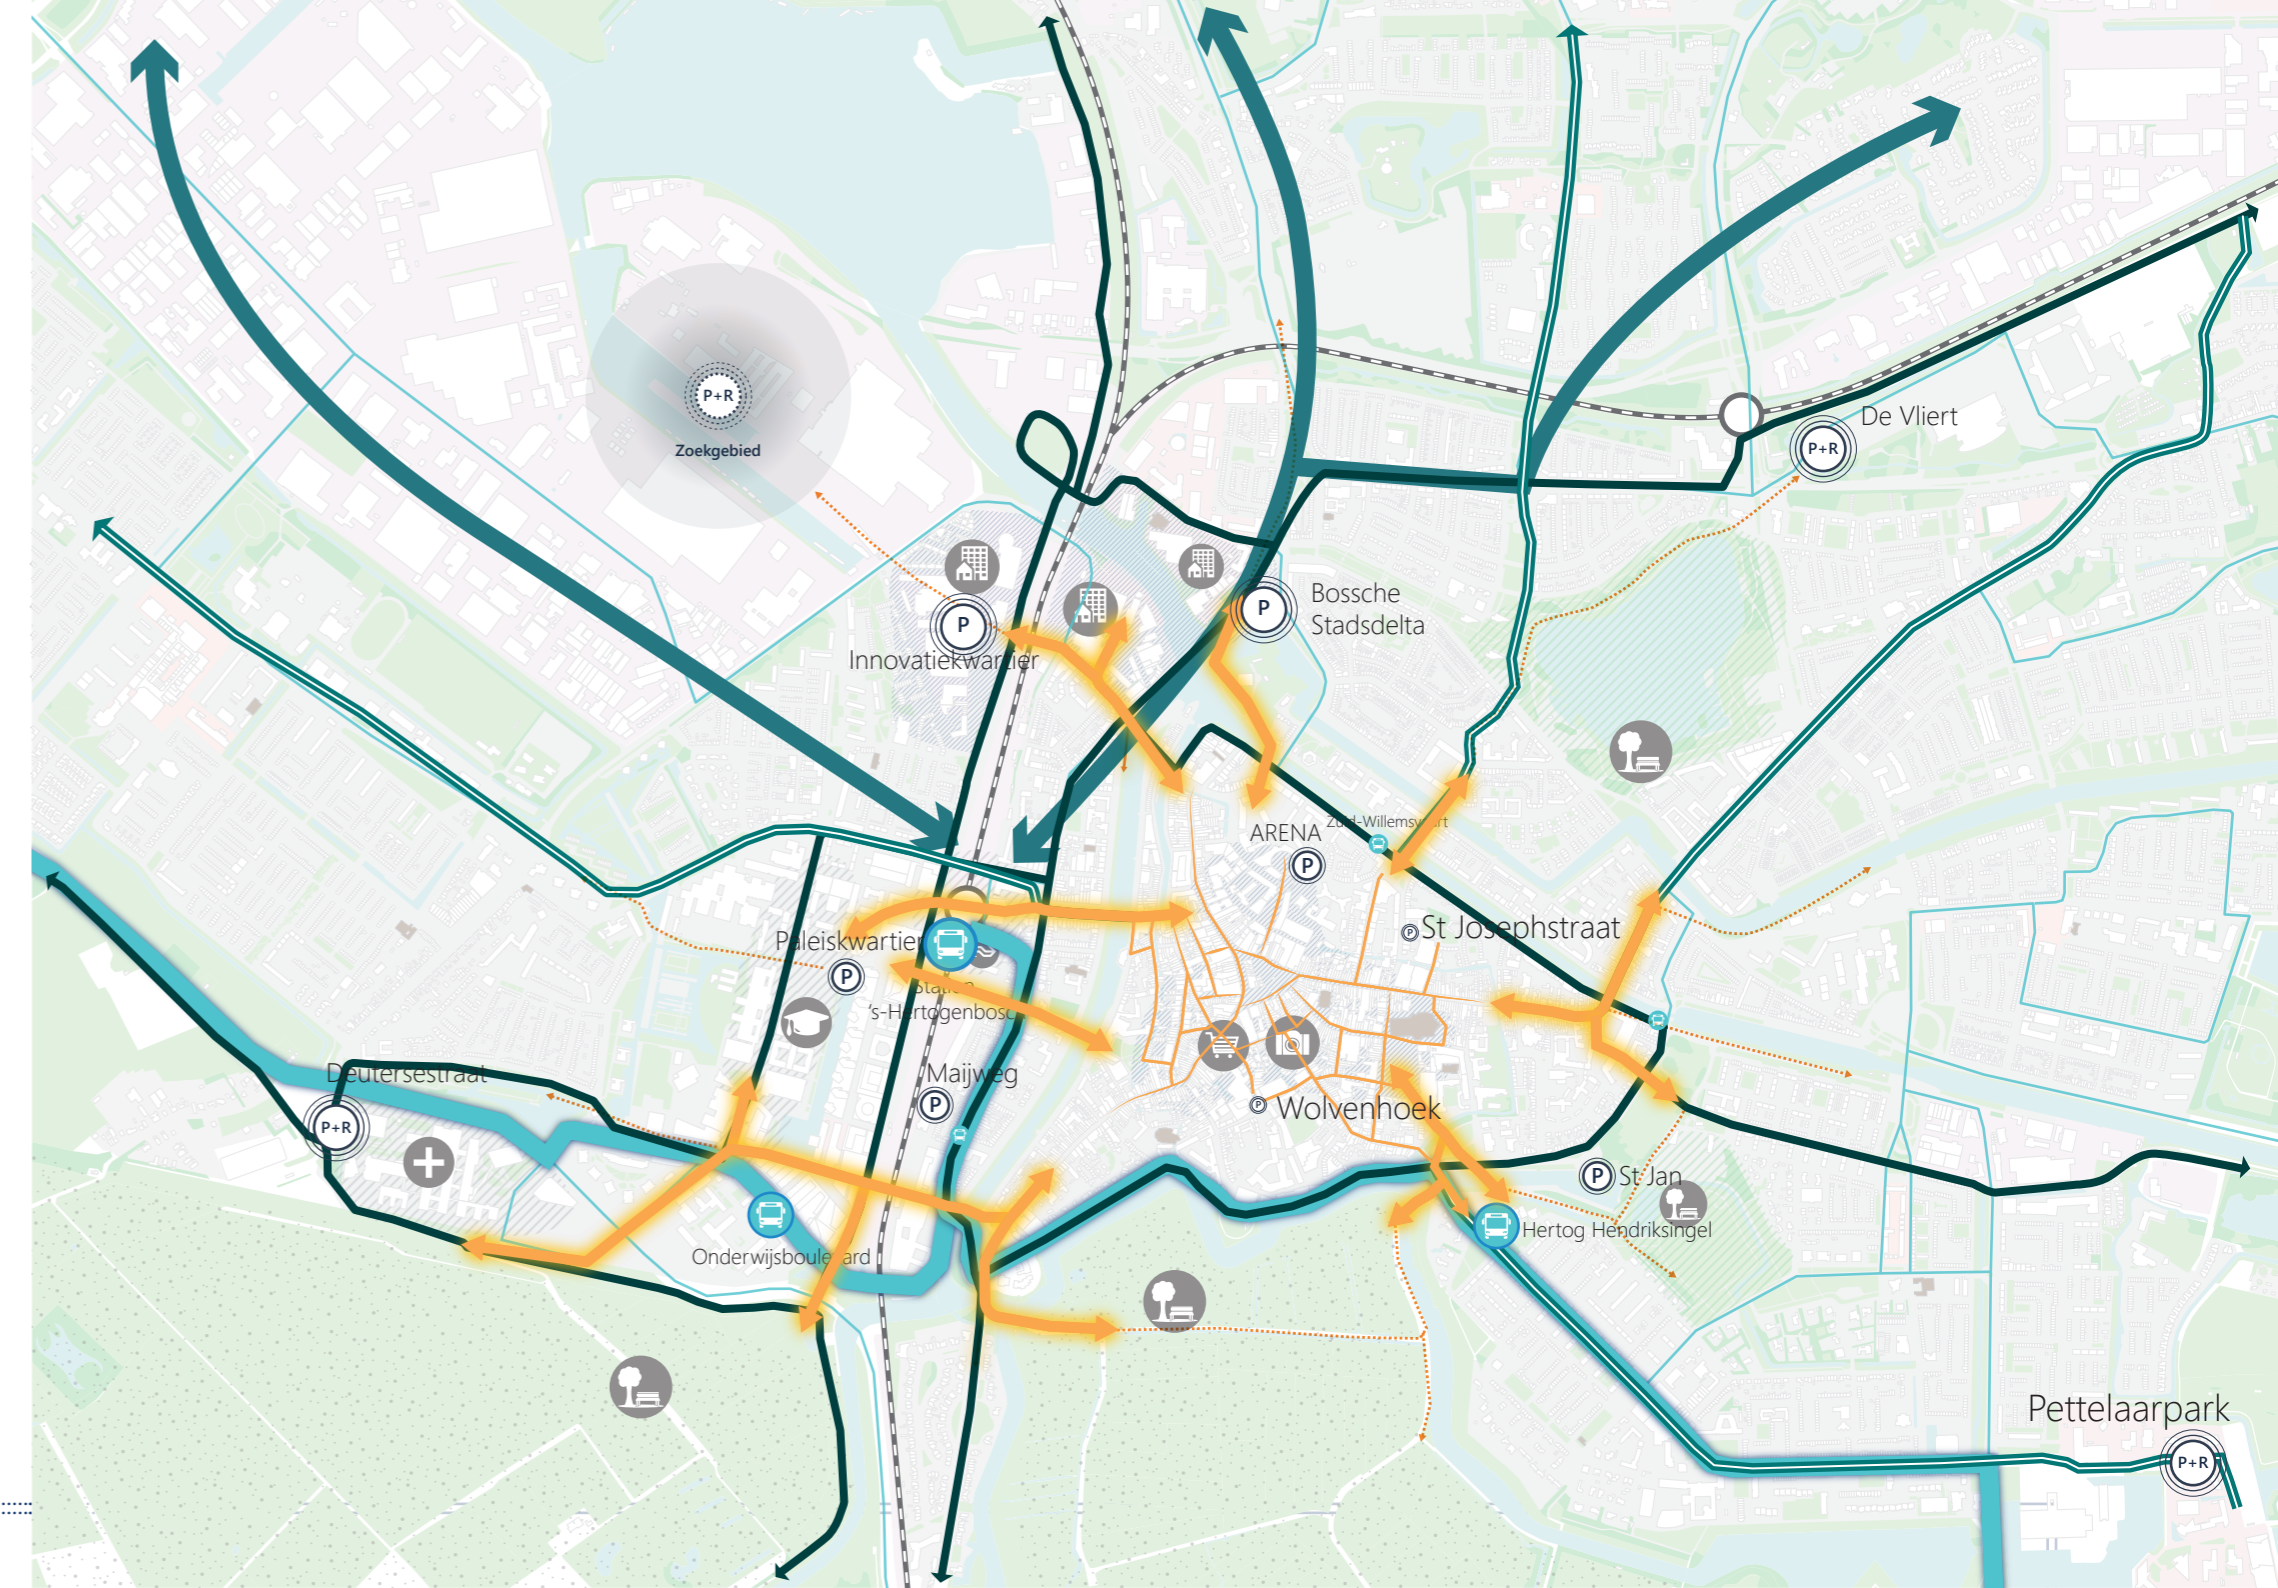 P+R
Zoekgebied
De Vliert
P+R
P
Bossche
Stadsdelta
P
Innovatiekwartier
ARENA
Zuid-Willemsvaart
P
P
St Josephstraat
Paleiskwartier
P
Station
's-Hertogenbosc
Maijweg
P
Deutersestraat
P+R
P
Wolvenhoek
P
St Jan
Hertog Hendriksingel
Onderwijsboulevard
Pettelaarpark
P+R